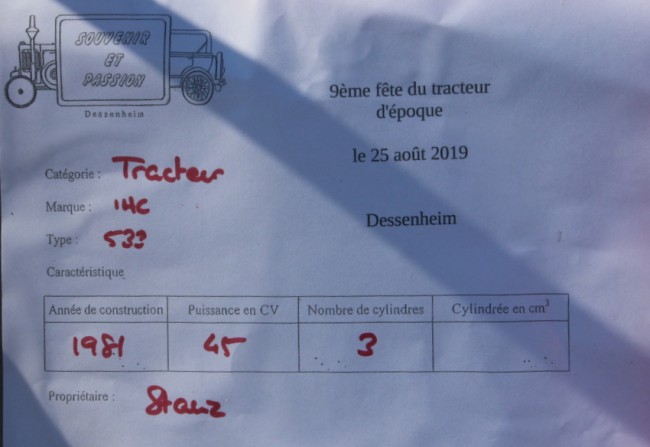 SOUVENIR
ET
PASSION
Dessenheim
9ème fête du tracteur
d'époque
le 25 août 2019
Dessenheim
Catégorie : Tracteur
Marque : IHC
Type : 533
Caractéristique
Année de construction Puissance en CV Nombre de cylindres Cylindrée en cm³
1981 45 3
Propriétaire : Stanz